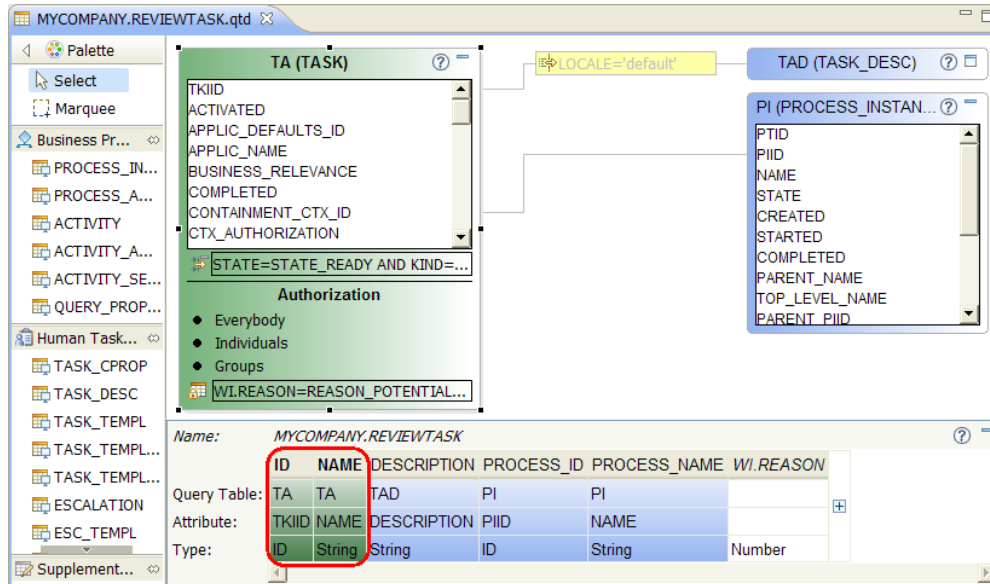 MYCOMPANY.REVIEWTASK.qtd
Palette
Select
Marquee
Business Pr...
PROCESS_IN...
PROCESS_A...
ACTIVITY
ACTIVITY_A...
ACTIVITY_SE...
QUERY_PROP...
Human Task...
TASK_CPROP
TASK_DESC
TASK_TEMPL
TASK_TEMPL...
TASK_TEMPL...
ESCALATION
ESC_TEMPL
Supplement...
TA (TASK)
TKIID
ACTIVATED
APPLIC_DEFAULTS_ID
APPLIC_NAME
BUSINESS_RELEVANCE
COMPLETED
CONTAINMENT_CTX_ID
CTX_AUTHORIZATION
STATE=STATE_READY AND KIND=...
Authorization
Everybody
Individuals
Groups
WI.REASON=REASON_POTENTIAL...
LOCALE='default'
TAD (TASK_DESC)
PI (PROCESS_INSTAN...
PTID
PIID
NAME
STATE
CREATED
STARTED
COMPLETED
PARENT_NAME
TOP_LEVEL_NAME
PARENT_PIID
Name: MYCOMPANY.REVIEWTASK
ID NAME DESCRIPTION PROCESS_ID PROCESS_NAME WI.REASON
Query Table: TA TA TAD PI PI
Attribute: TKIID NAME DESCRIPTION PIID NAME
Type: ID String String ID String Number